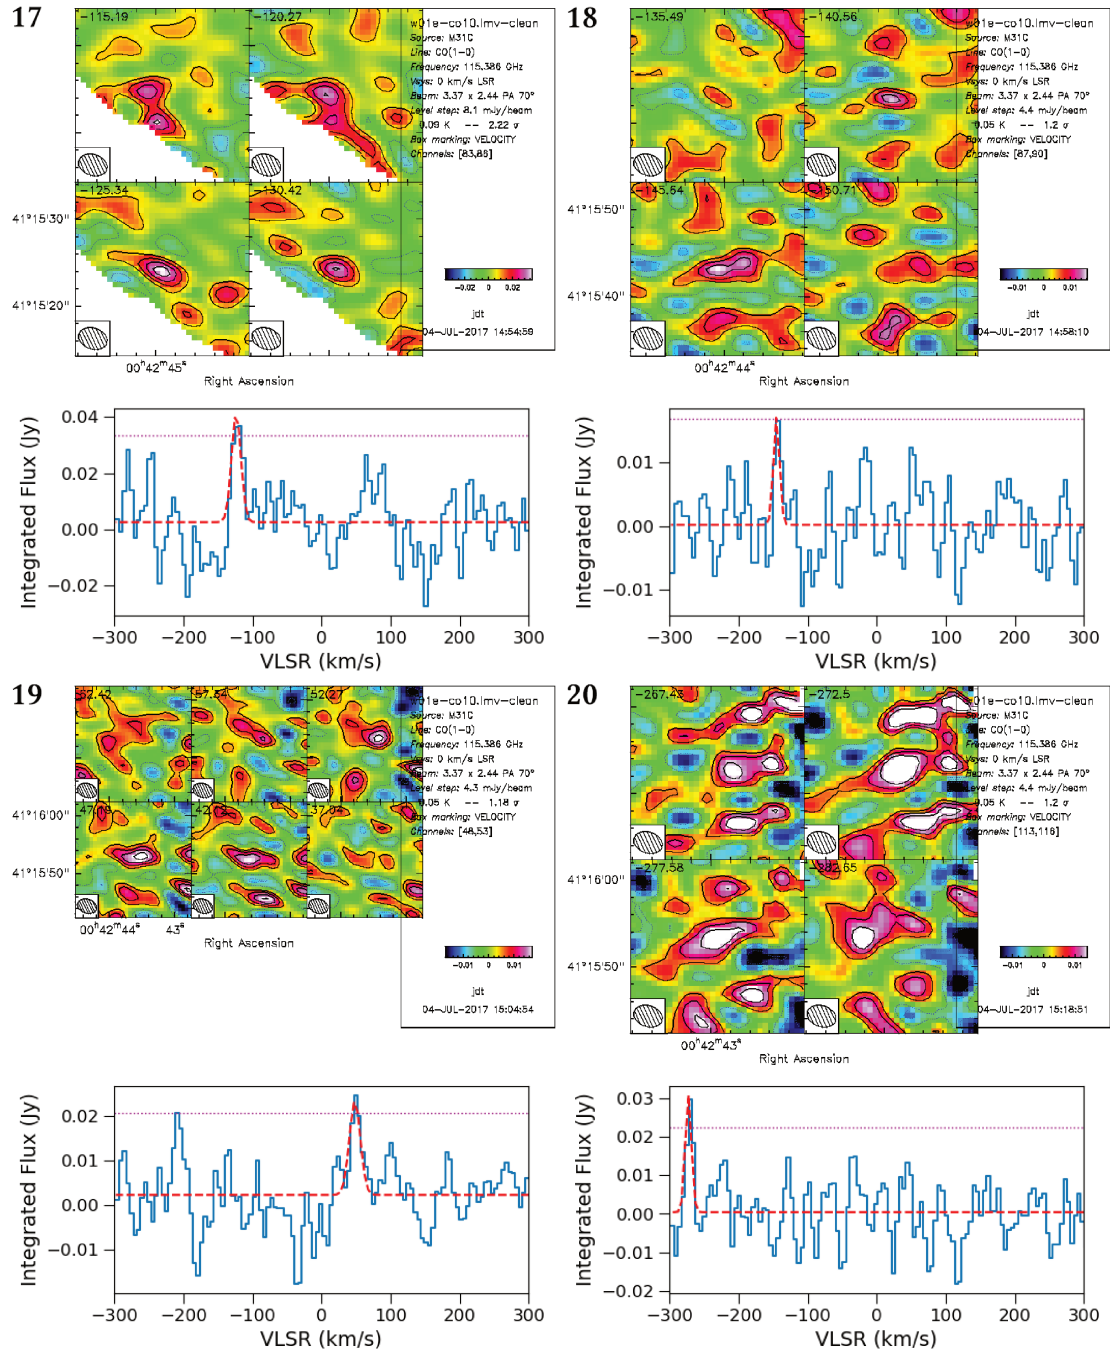 17
−115.19
−120.27
w01e−co10.lmv−clean
Source: M31C
Line: CO(1−0)
Frequency: 115.386 GHz
Vsys: 0 km/s LSR
Beam: 3.37 x 2.44 PA 70°
Level step: 8.1 mJy/beam
0.09 K −− 2.22 σ
Box marking: VELOCITY
Channels: [83,86]
−125.34
−130.42
41°15'30"
41°15'20"
00ʰ42ᵐ45ˢ
Right Ascension
−0.02 0 0.02
jdt
04−JUL−2017 14:54:59
Integrated Flux (Jy)
0.04
0.02
0.00
−0.02
−300 −200 −100 0 100 200 300
VLSR (km/s)
18
−135.49
−140.56
w01e−co10.lmv−clean
Source: M31C
Line: CO(1−0)
Frequency: 115.386 GHz
Vsys: 0 km/s LSR
Beam: 3.37 x 2.44 PA 70°
Level step: 4.4 mJy/beam
0.05 K −− 1.2 σ
Box marking: VELOCITY
Channels: [87,90]
−145.54
−150.71
41°15'50"
41°15'40"
00ʰ42ᵐ44ˢ
Right Ascension
−0.01 0 0.01
jdt
04−JUL−2017 14:58:10
Integrated Flux (Jy)
0.01
0.00
−0.01
−300 −200 −100 0 100 200 300
VLSR (km/s)
19
62.42
57.34
52.27
w01e−co10.lmv−clean
Source: M31C
Line: CO(1−0)
Frequency: 115.386 GHz
Vsys: 0 km/s LSR
Beam: 3.37 x 2.44 PA 70°
Level step: 4.3 mJy/beam
0.05 K −− 1.18 σ
Box marking: VELOCITY
Channels: [48,53]
47.19
42.12
37.04
41°16'00"
41°15'50"
00ʰ42ᵐ44ˢ 43ˢ
Right Ascension
−0.01 0 0.01
jdt
04−JUL−2017 15:04:54
Integrated Flux (Jy)
0.02
0.01
0.00
−0.01
−300 −200 −100 0 100 200 300
VLSR (km/s)
20
−267.43
−272.5
w01e−co10.lmv−clean
Source: M31C
Line: CO(1−0)
Frequency: 115.386 GHz
Vsys: 0 km/s LSR
Beam: 3.37 x 2.44 PA 70°
Level step: 4.4 mJy/beam
0.05 K −− 1.2 σ
Box marking: VELOCITY
Channels: [113,116]
−277.58
−282.65
41°16'00"
41°15'50"
00ʰ42ᵐ43ˢ
Right Ascension
−0.01 0 0.01
jdt
04−JUL−2017 15:18:51
Integrated Flux (Jy)
0.03
0.02
0.01
0.00
−0.01
−0.02
−300 −200 −100 0 100 200 300
VLSR (km/s)